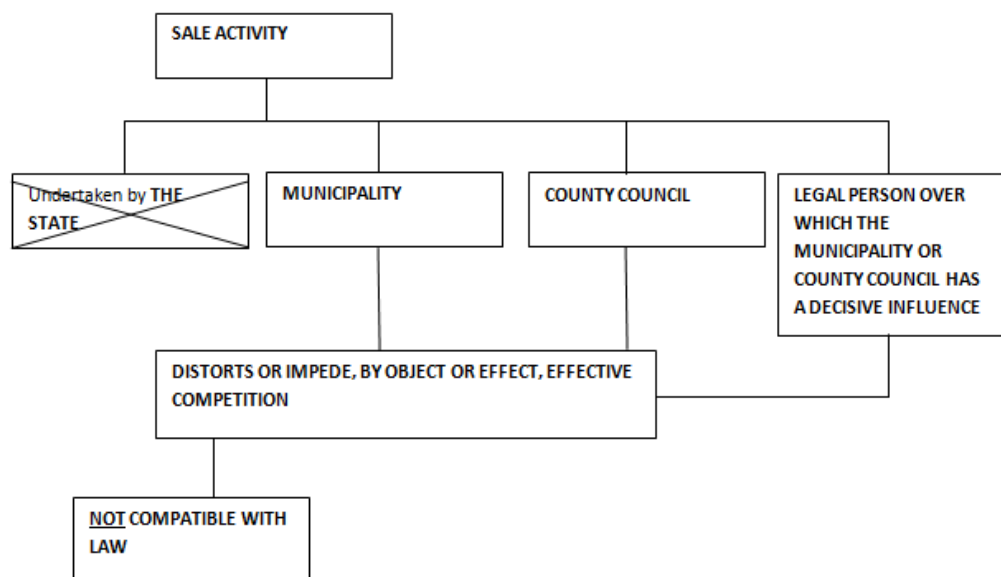 SALE ACTIVITY
Undertaken by THE
STATE
MUNICIPALITY
COUNTY COUNCIL
LEGAL PERSON OVER
WHICH THE
MUNICIPALITY OR
COUNTY COUNCIL HAS
A DECISIVE INFLUENCE
DISTORTS OR IMPEDE, BY OBJECT OR EFFECT, EFFECTIVE
COMPETITION
NOT COMPATIBLE WITH
LAW